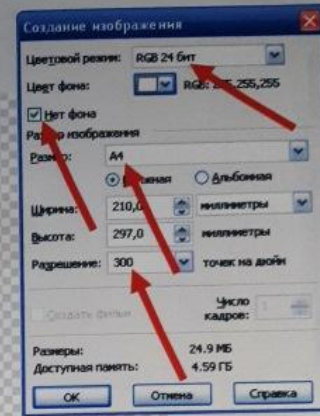 Создание изображения
Цветовой режим: RGB 24 бит
Цвет фона: RGB: 255,255,255
Нет фона
Размер изображения
Размер: A4
Альбомная
Ширина: 210,0 миллиметры
Высота: 297,0 миллиметры
Разрешение: 300 точек на дюйм
Создать фильм
Число кадров: 1
Размеры: 24.9 МБ
Доступная память: 4.59 ГБ
OK Отмена Справка